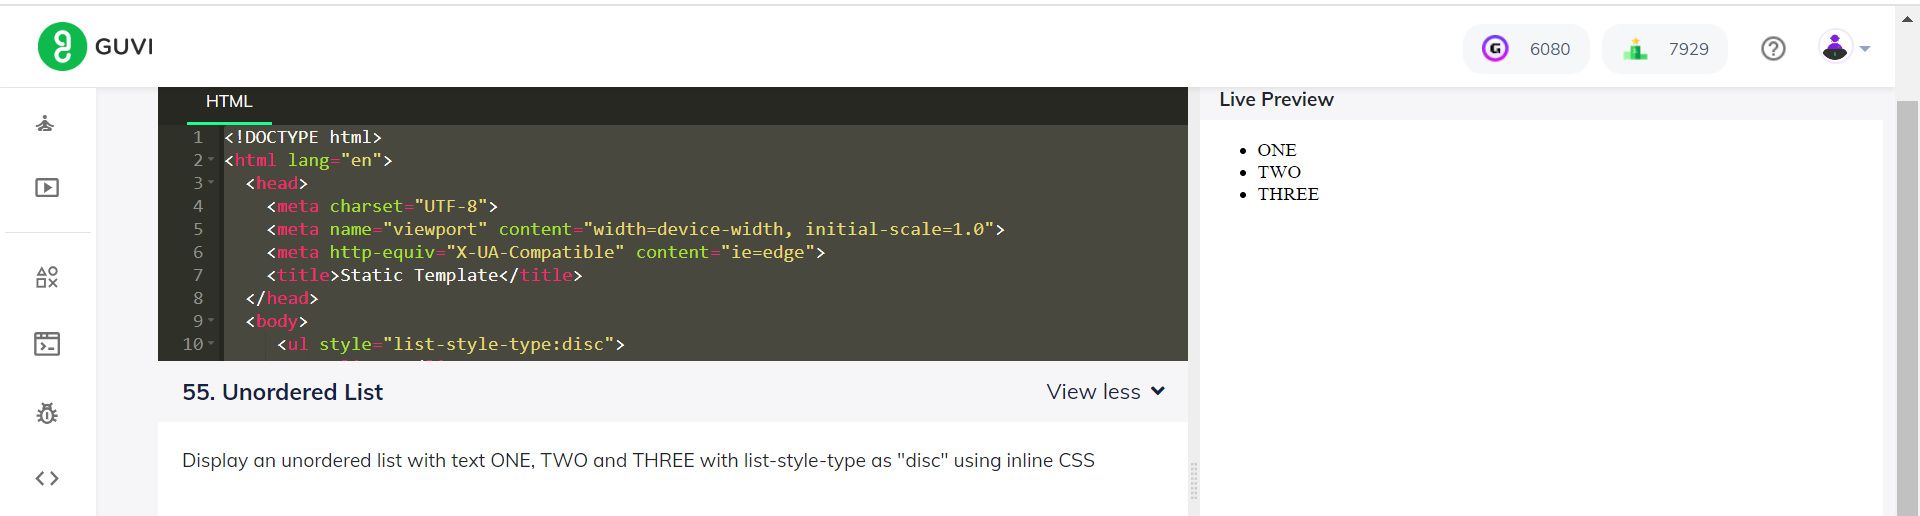 GUVI
6080
7929
HTML
1 <!DOCTYPE html>
2 <html lang="en">
3 <head>
4 <meta charset="UTF-8">
5 <meta name="viewport" content="width=device-width, initial-scale=1.0">
6 <meta http-equiv="X-UA-Compatible" content="ie=edge">
7 <title>Static Template</title>
8 </head>
9 <body>
10 <ul style="list-style-type:disc">
55. Unordered List
View less
Display an unordered list with text ONE, TWO and THREE with list-style-type as "disc" using inline CSS
Live Preview
• ONE
• TWO
• THREE